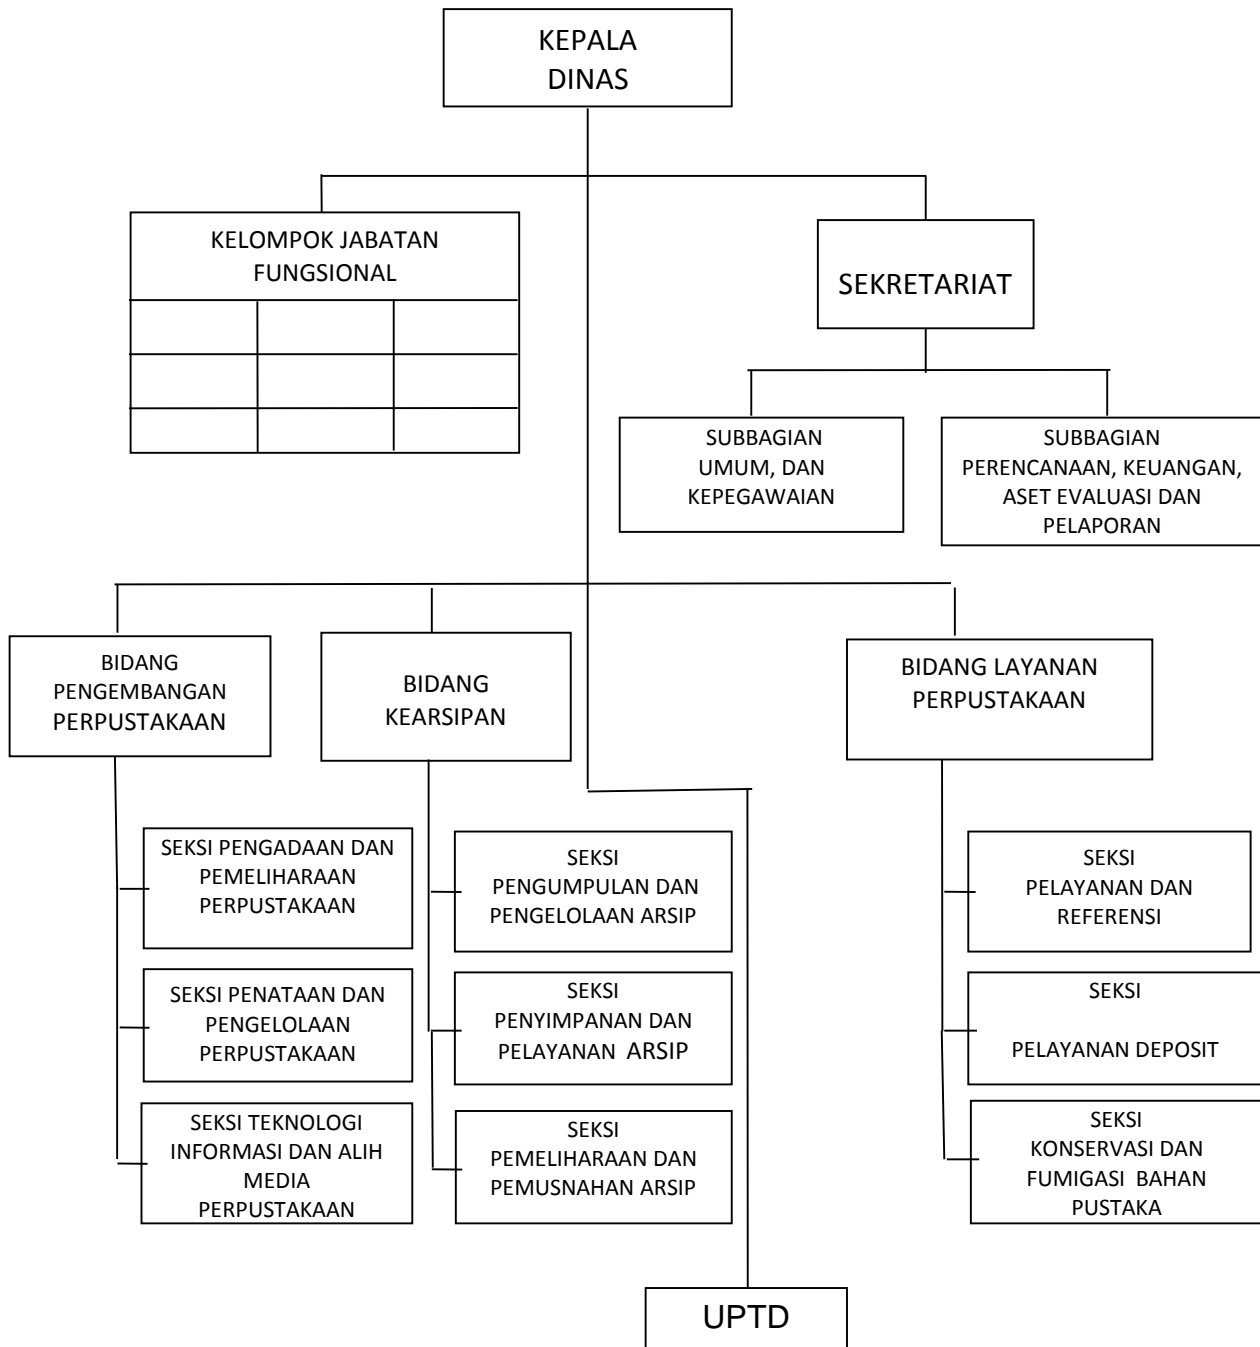 KEPALA
DINAS
KELOMPOK JABATAN
FUNGSIONAL
SEKRETARIAT
SUBBAGIAN
UMUM, DAN
KEPEGAWAIAN
SUBBAGIAN
PERENCANAAN, KEUANGAN,
ASET EVALUASI DAN
PELAPORAN
BIDANG
PENGEMBANGAN
PERPUSTAKAAN
BIDANG
KEARSIPAN
BIDANG LAYANAN
PERPUSTAKAAN
SEKSI PENGADAAN DAN
PEMELIHARAAN
PERPUSTAKAAN
SEKSI
PENGUMPULAN DAN
PENGELOLAAN ARSIP
SEKSI
PELAYANAN DAN
REFERENSI
SEKSI PENATAAN DAN
PENGELOLAAN
PERPUSTAKAAN
SEKSI
PENYIMPANAN DAN
PELAYANAN  ARSIP
SEKSI
PELAYANAN DEPOSIT
SEKSI TEKNOLOGI
INFORMASI DAN ALIH
MEDIA
PERPUSTAKAAN
SEKSI
PEMELIHARAAN DAN
PEMUSNAHAN ARSIP
SEKSI
KONSERVASI DAN
FUMIGASI  BAHAN
PUSTAKA
UPTD